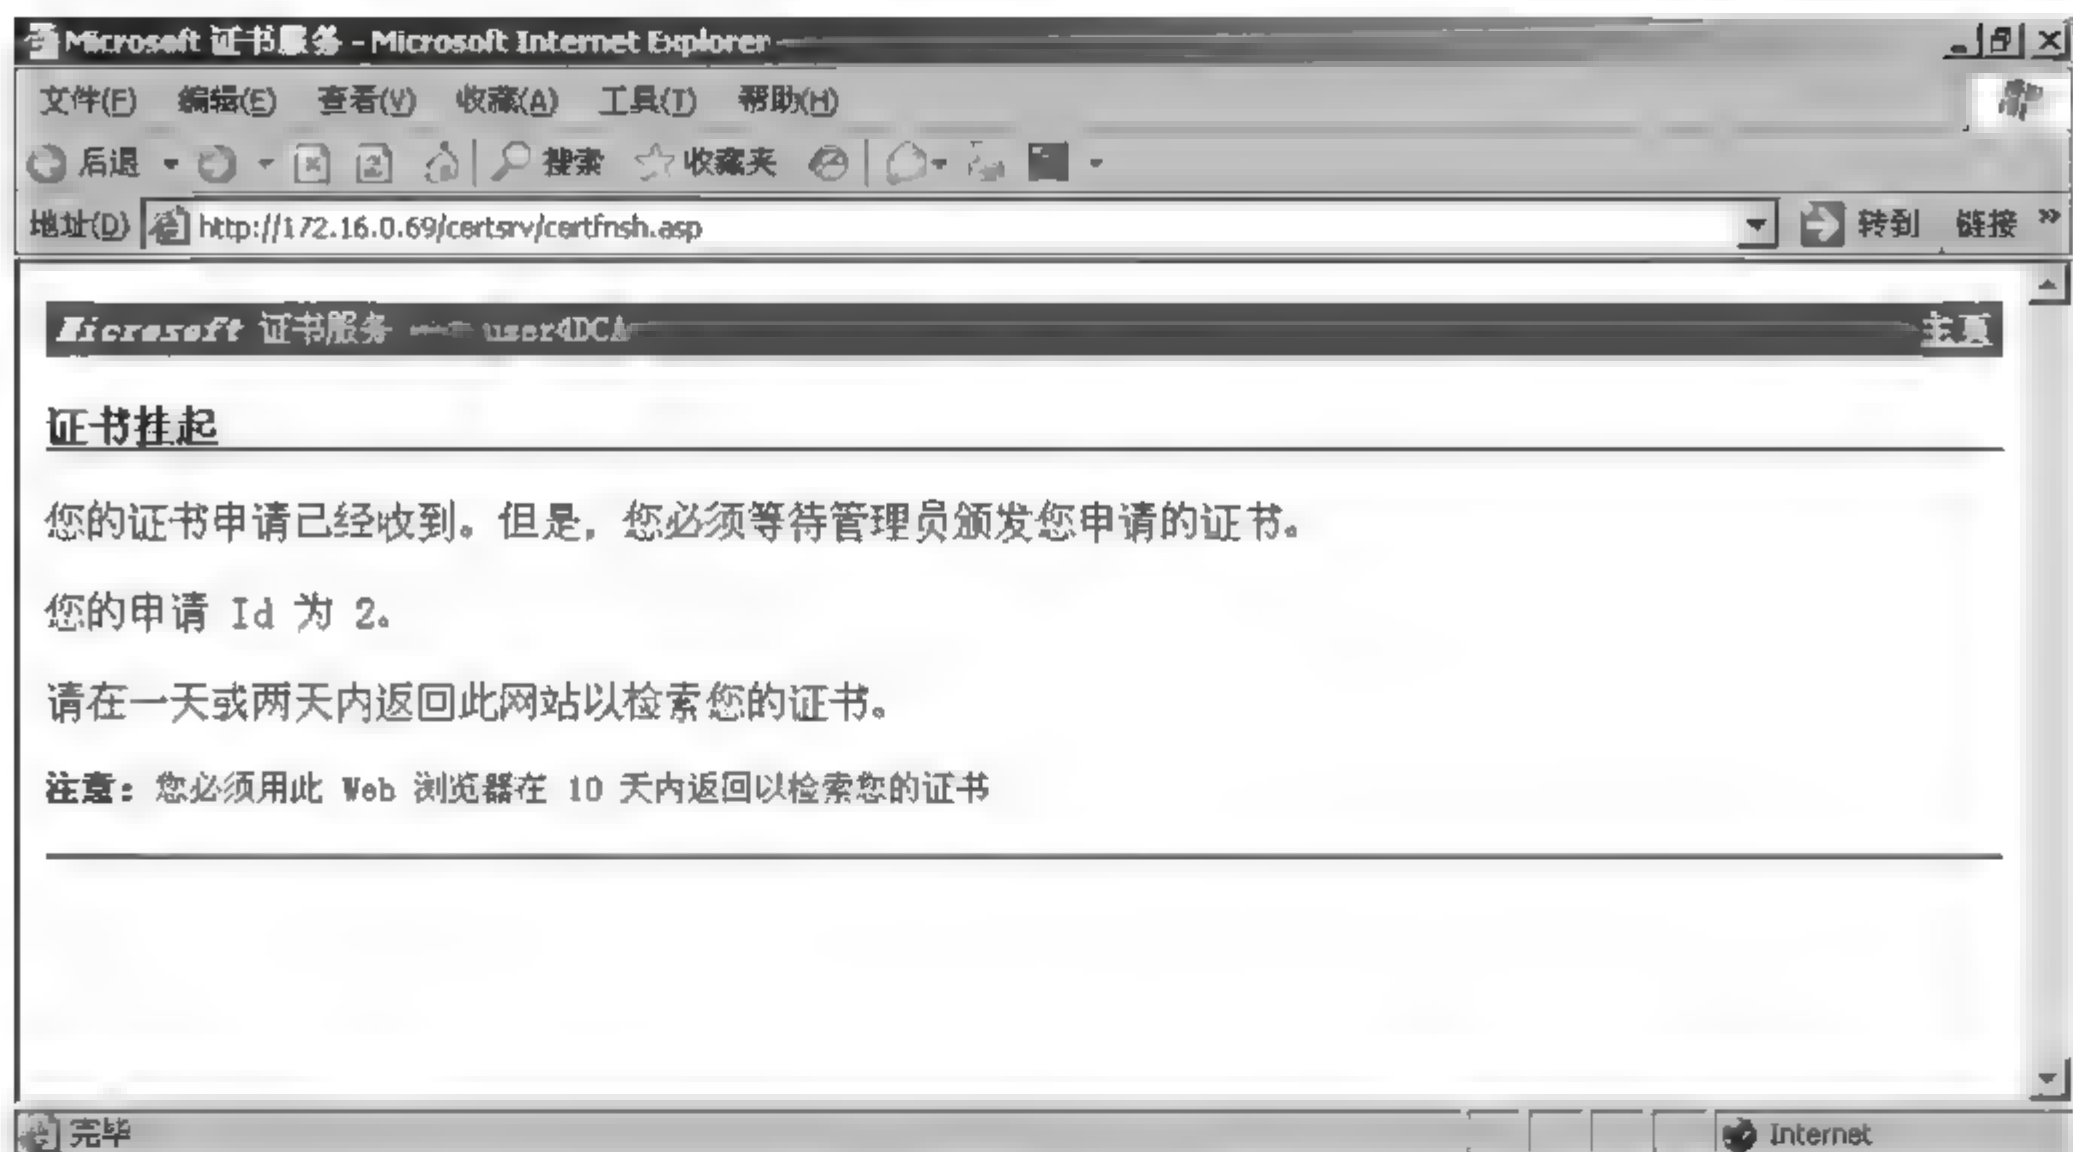 Microsoft 证书服务 - Microsoft Internet Explorer
文件(F) 编辑(E) 查看(V) 收藏(A) 工具(T) 帮助(H)
后退 搜索 收藏夹
地址(D) http://172.16.0.69/certsrv/certfnsh.asp 转到 链接 »
Microsoft 证书服务 -- user4DCA 主页
证书挂起
您的证书申请已经收到。但是，您必须等待管理员颁发您申请的证书。
您的申请 Id 为 2。
请在一天或两天内返回此网站以检索您的证书。
注意: 您必须用此 Web 浏览器在 10 天内返回以检索您的证书
完毕 Internet